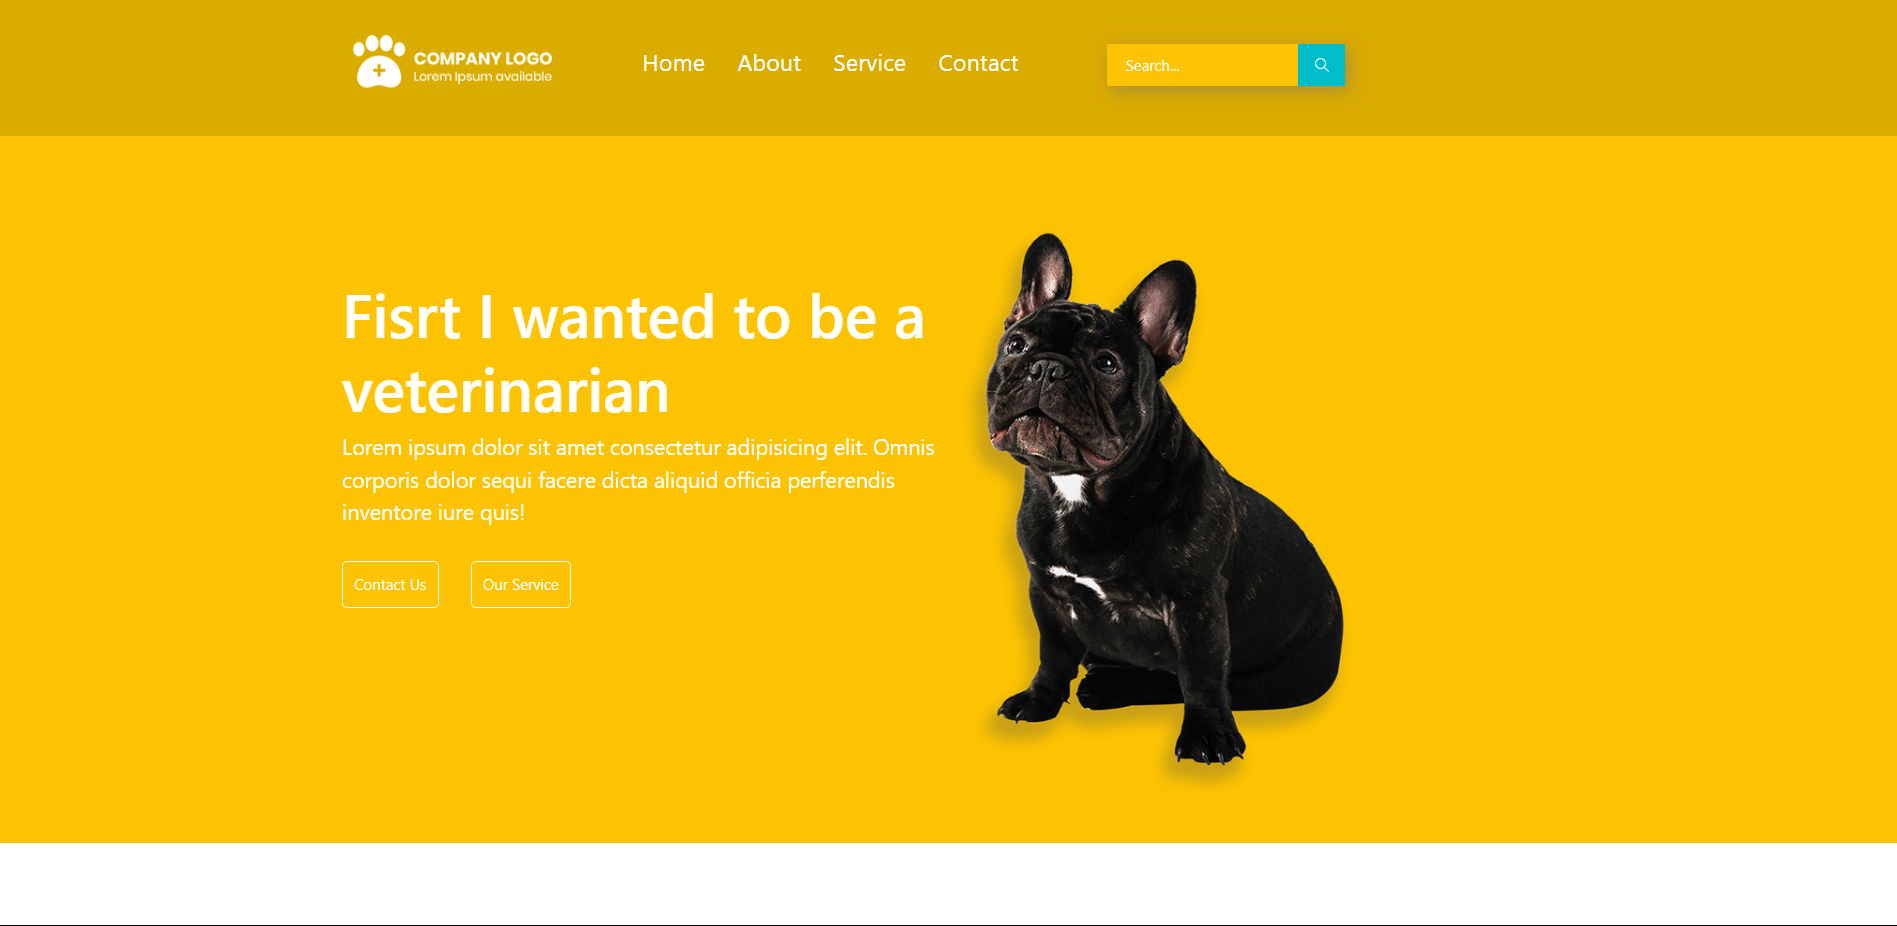 COMPANY LOGO
Lorem Ipsum available
Home About Service Contact
Search...
Fisrt I wanted to be a
veterinarian
Lorem ipsum dolor sit amet consectetur adipisicing elit. Omnis
corporis dolor sequi facere dicta aliquid officia perferendis
inventore iure quis!
Contact Us Our Service